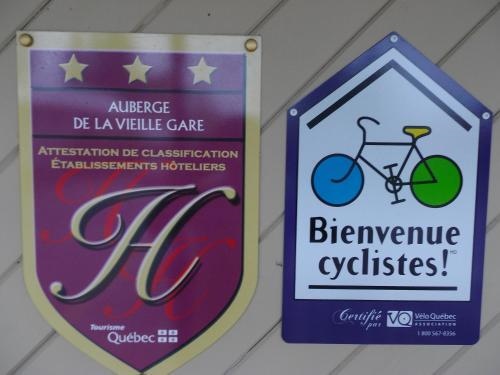 AUBERGE
DE LA VIEILLE GARE
ATTESTATION DE CLASSIFICATION
ÉTABLISSEMENTS HÔTELIERS
H
Tourisme
Québec
Bienvenue
cyclistes!
Certifié
par
VQ
Vélo Québec
ASSOCIATION
1 800 567-8356